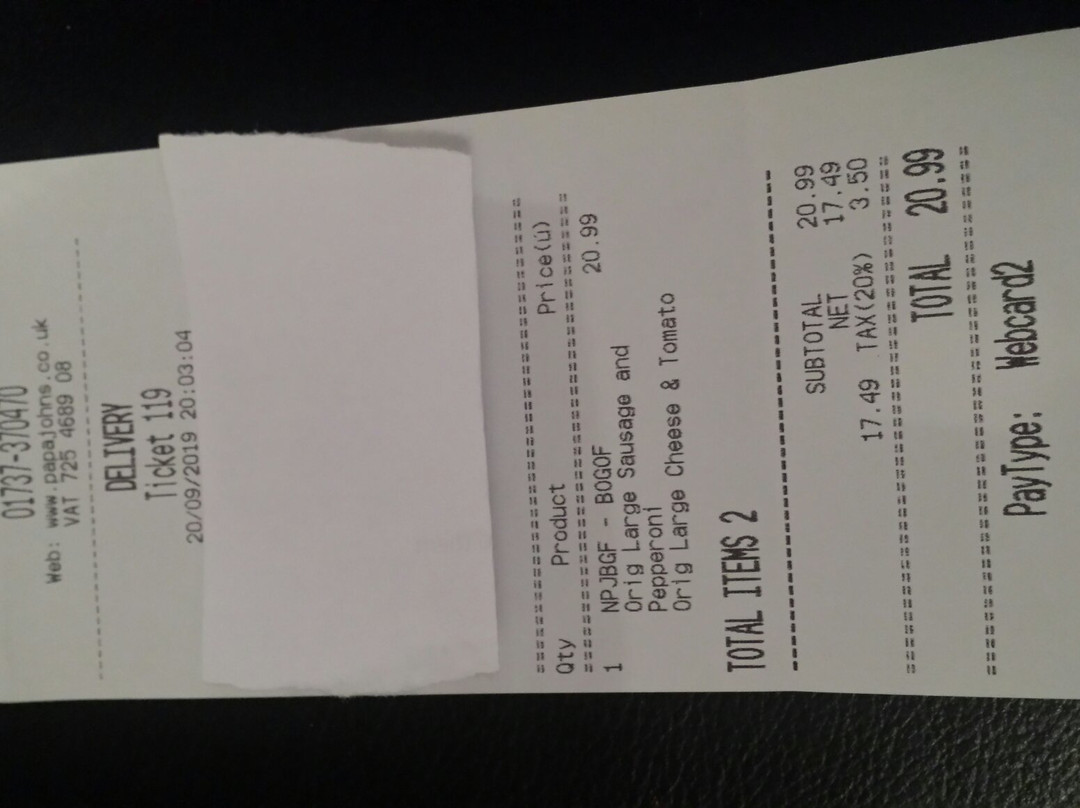 01737-370470
Web: www.papajohns.co.uk
VAT 725 4689 08
DELIVERY
Ticket 119
20/09/2019 20:03:04
Qty Product Price(ú)
1 NPJBGF - BOGOF 20.99
Orig Large Sausage and
Pepperoni
Orig Large Cheese & Tomato
TOTAL ITEMS 2
SUBTOTAL 20.99
NET 17.49
17.49 TAX(20%) 3.50
TOTAL 20.99
PayType: Webcard2